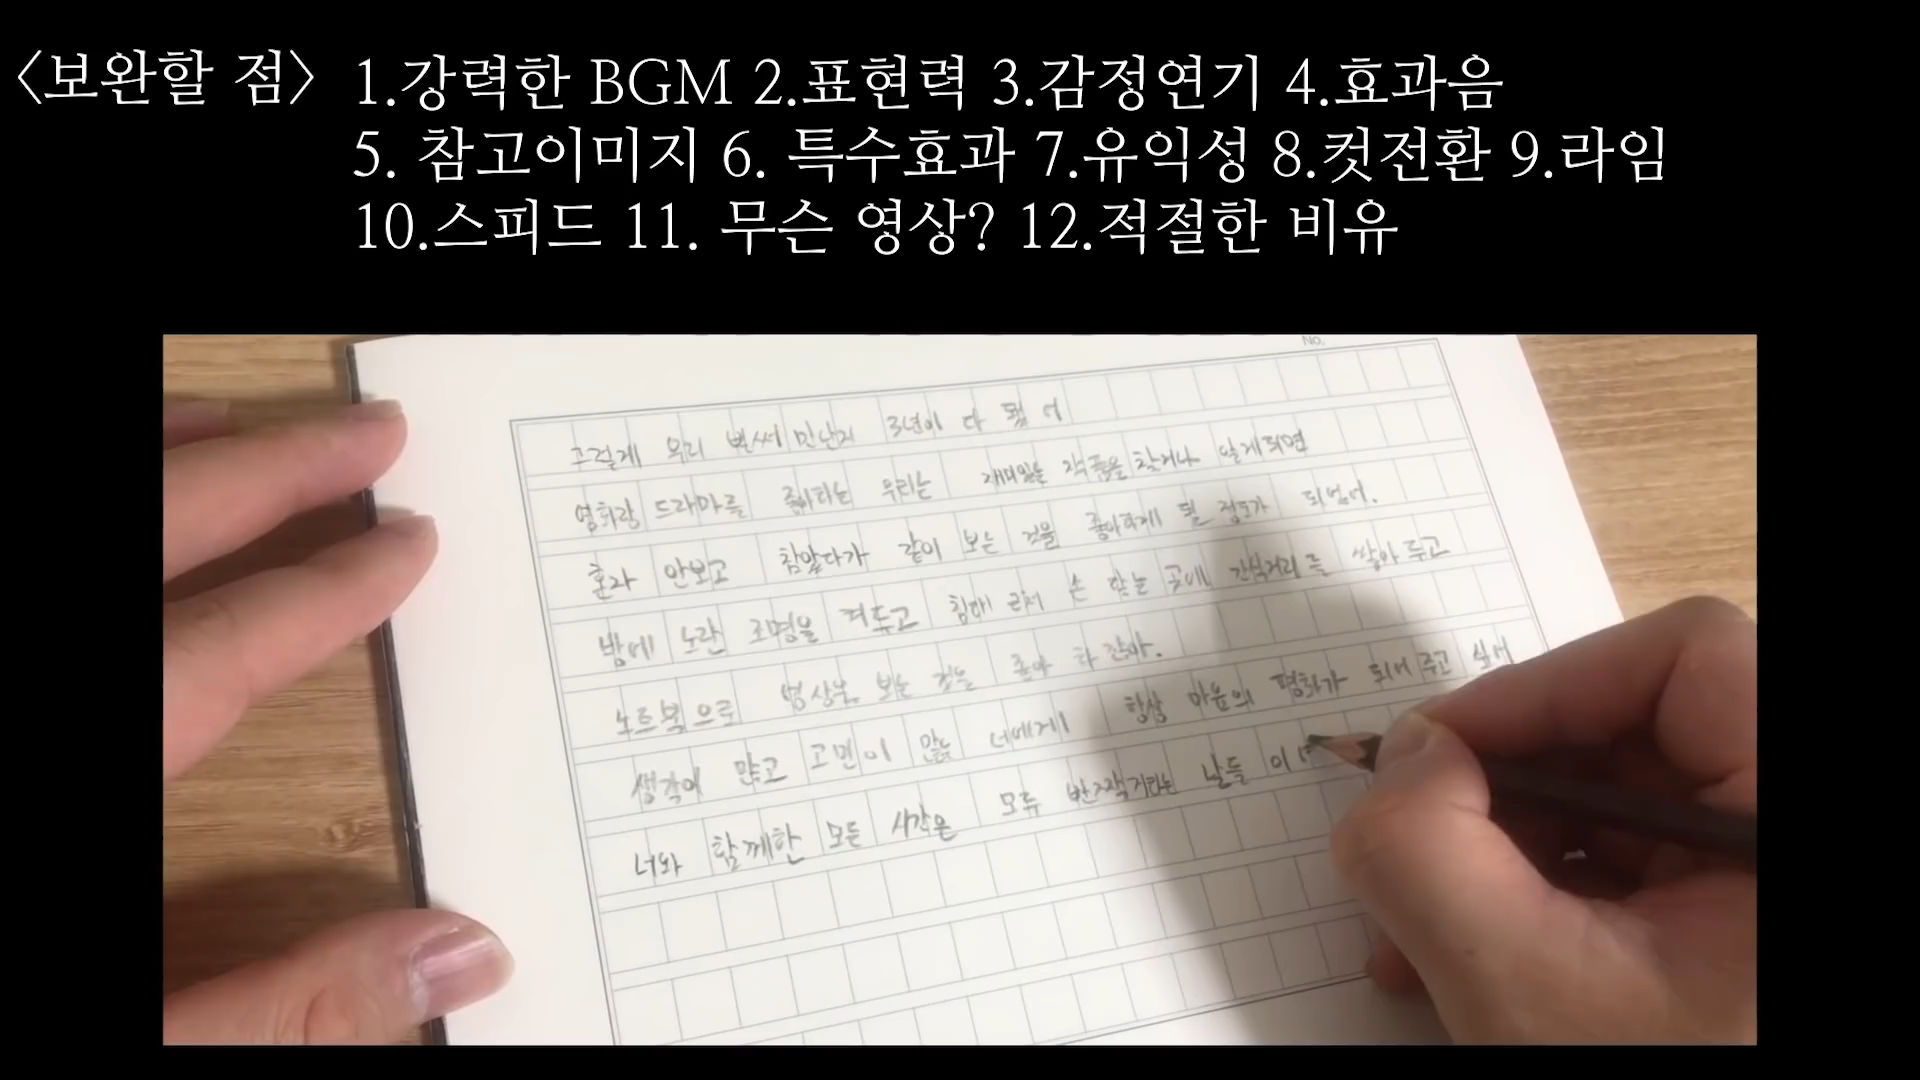 〈보완할 점〉 1.강력한 BGM 2.표현력 3.감정연기 4.효과음
5. 참고이미지 6. 특수효과 7.유익성 8.컷전환 9.라임
10.스피드 11. 무슨 영상? 12.적절한 비유
No.
그럴게 우리 벌써 만난지 3년이 다 됐어
영화랑 드라마를 좋아하는 우리는 재미있는 작품을 찾거나 알게되면
혼자 안보고 참았다가 같이 보는 것을 좋아하게 될 정도가 되었어.
밤에 노란 조명을 켜두고 침대 근처 손 닿는 곳에 간식거리를 쌓아 두고
노트북으로 영상을 보는 것을 좋아 하잖아.
생각이 많고 고민이 많은 너에게 항상 마음의 평화가 되어 주고 싶어
너와 함께한 모든 시간은 모두 반짝거리는 날들 이